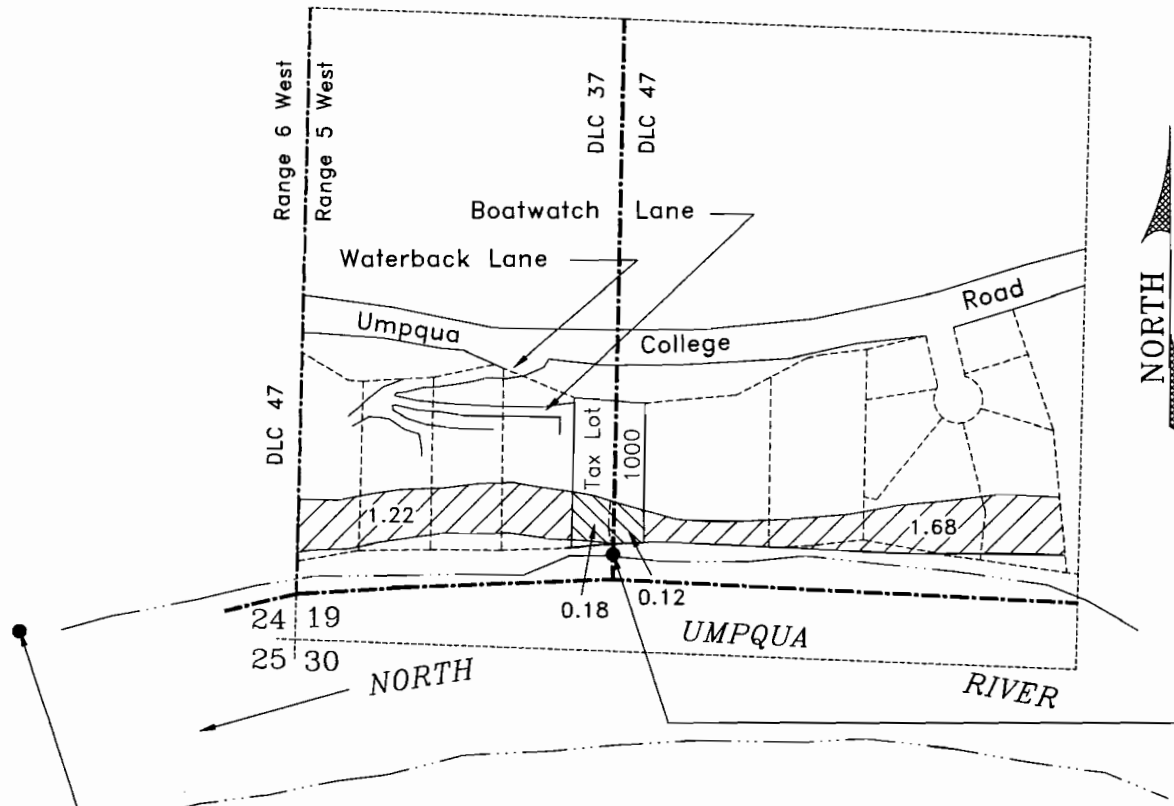 Range 6 West
Range 5 West
DLC 37
DLC 47
Boatwatch Lane
Waterback Lane
NORTH
Umpqua College Road
DLC 47
Tax Lot
1000
1.22
1.68
0.18
0.12
24 19
25 30
NORTH UMPQUA RIVER